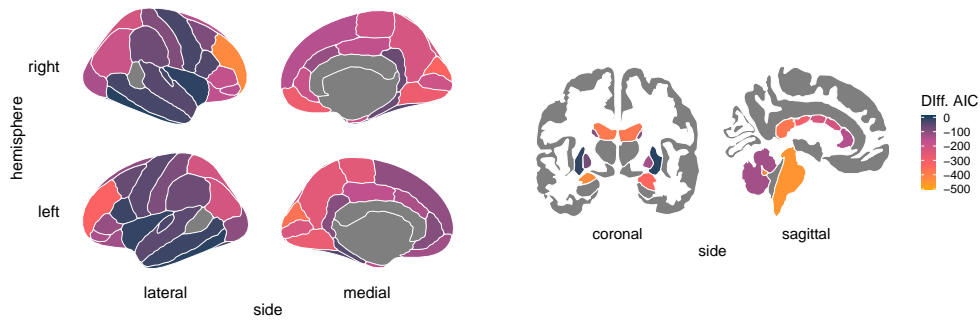 right
left
hemisphere
lateral
medial
side
coronal
sagittal
side
DIff. AIC
0
−100
−200
−300
−400
−500